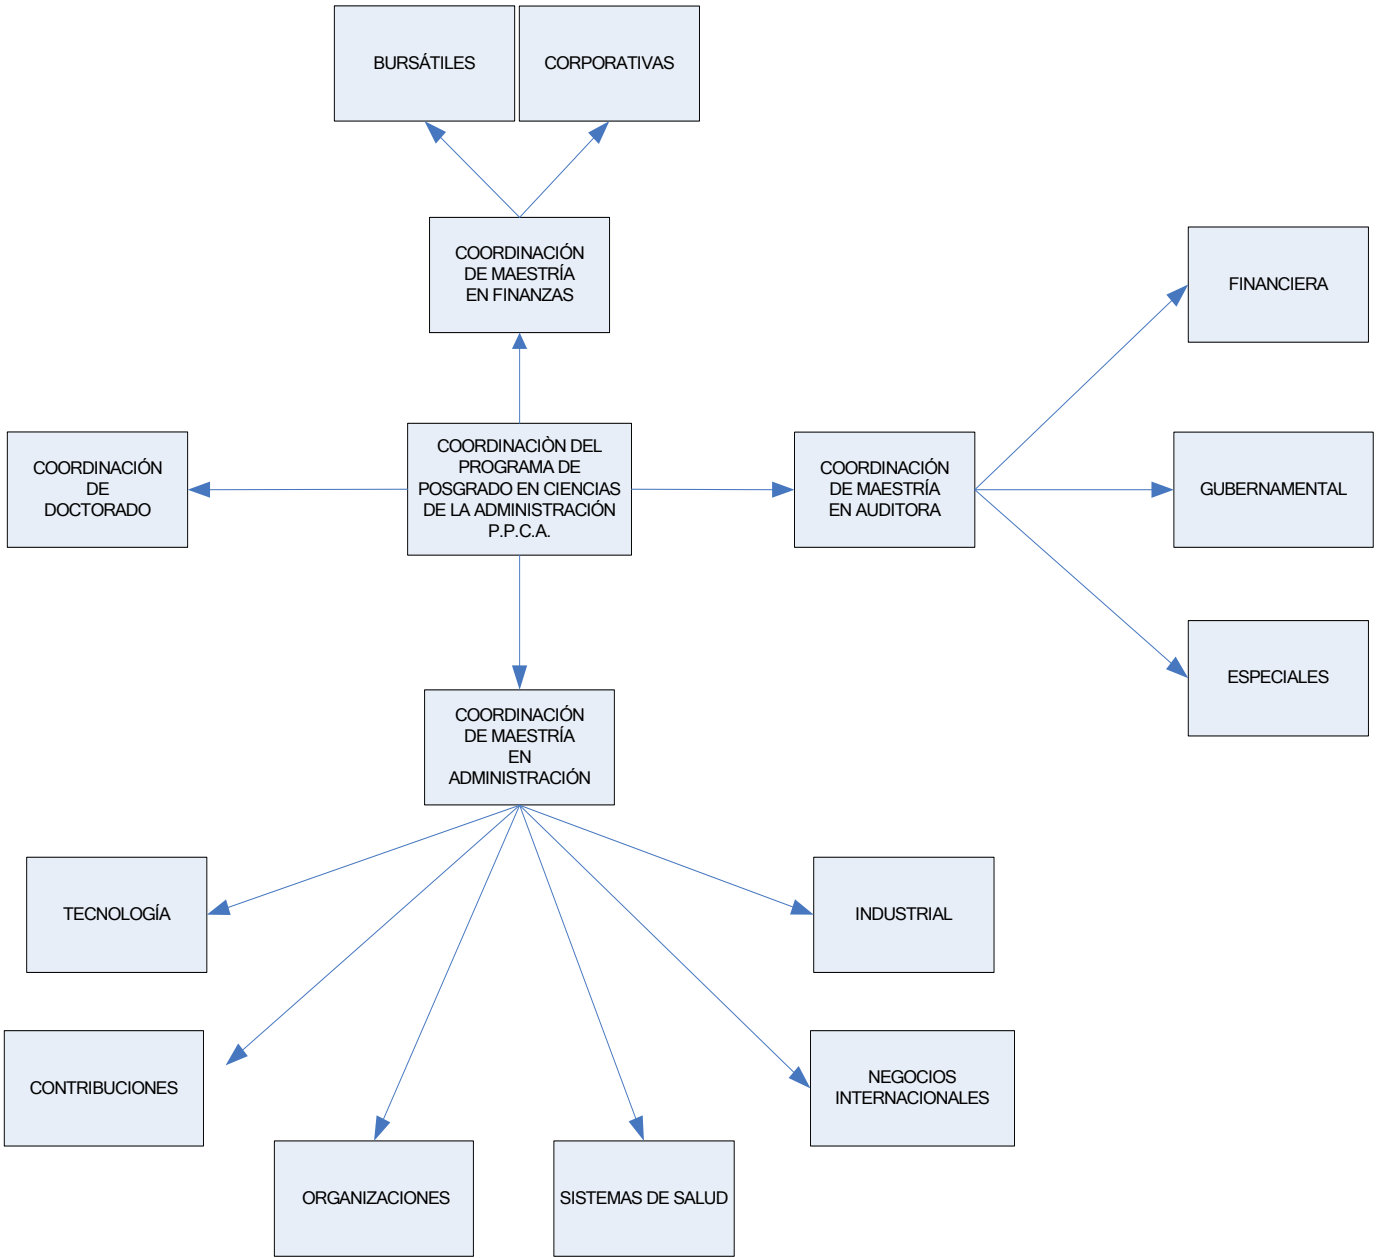 BURSÁTILES
CORPORATIVAS
COORDINACIÓN
DE MAESTRÍA
EN FINANZAS
FINANCIERA
COORDINACIÓN
DE
DOCTORADO
COORDINACIÒN DEL
PROGRAMA DE
POSGRADO EN CIENCIAS
DE LA ADMINISTRACIÓN
P.P.C.A.
COORDINACIÓN
DE MAESTRÍA
EN AUDITORA
GUBERNAMENTAL
ESPECIALES
COORDINACIÓN
DE MAESTRÍA
EN
ADMINISTRACIÓN
TECNOLOGÍA
INDUSTRIAL
CONTRIBUCIONES
NEGOCIOS
INTERNACIONALES
ORGANIZACIONES
SISTEMAS DE SALUD